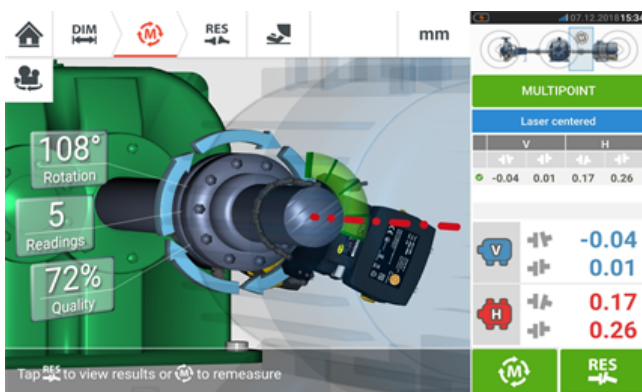 DIM
M
RES
mm
07.12.2018 15:34
M
MULTIPOINT
Laser centered
V H
-0.04 0.01 0.17 0.26
108°
Rotation
5
Readings
72%
Quality
V
-0.04
0.01
H
0.17
0.26
Tap RES to view results or M to remeasure
M
RES